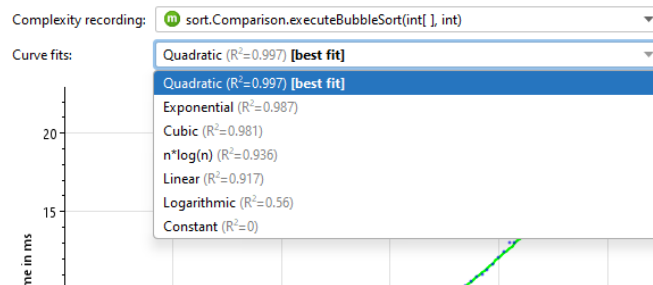 Complexity recording: m sort.Comparison.executeBubbleSort(int[ ], int)
Curve fits: Quadratic (R²=0.997) [best fit]
Quadratic (R²=0.997) [best fit]
Exponential (R²=0.987)
Cubic (R²=0.981)
n*log(n) (R²=0.936)
Linear (R²=0.917)
Logarithmic (R²=0.56)
Constant (R²=0)
20
15
me in ms